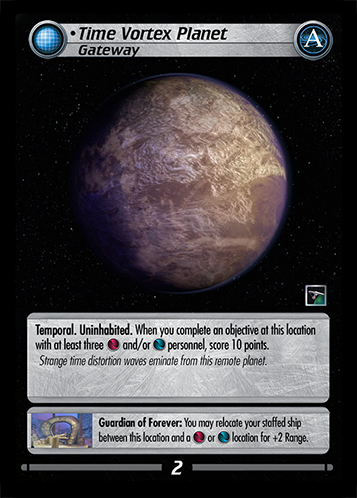 •Time Vortex Planet
A
Gateway
Temporal. Uninhabited. When you complete an objective at this location
with at least three and/or personnel, score 10 points.
Strange time distortion waves eminate from this remote planet.
Guardian of Forever: You may relocate your staffed ship
between this location and a or location for +2 Range.
2